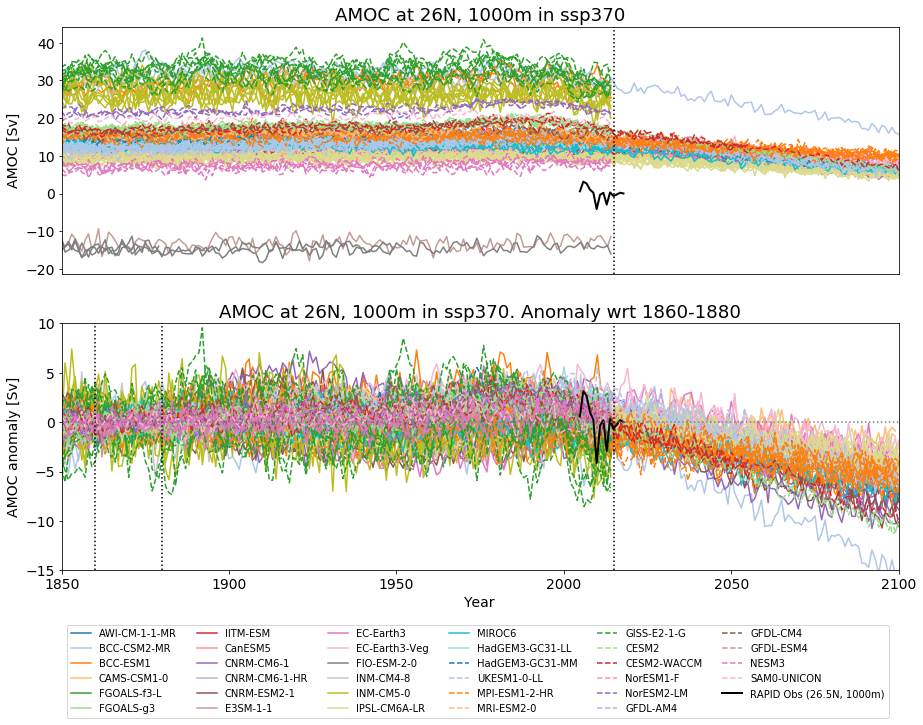 AMOC at 26N, 1000m in ssp370
AMOC [Sv]
40
30
20
10
0
−10
−20
AMOC at 26N, 1000m in ssp370. Anomaly wrt 1860-1880
AMOC anomaly [Sv]
10
5
0
−5
−10
−15
1850 1900 1950 2000 2050 2100
Year
AWI-CM-1-1-MR
BCC-CSM2-MR
BCC-ESM1
CAMS-CSM1-0
FGOALS-f3-L
FGOALS-g3
IITM-ESM
CanESM5
CNRM-CM6-1
CNRM-CM6-1-HR
CNRM-ESM2-1
E3SM-1-1
EC-Earth3
EC-Earth3-Veg
FIO-ESM-2-0
INM-CM4-8
INM-CM5-0
IPSL-CM6A-LR
MIROC6
HadGEM3-GC31-LL
HadGEM3-GC31-MM
UKESM1-0-LL
MPI-ESM1-2-HR
MRI-ESM2-0
GISS-E2-1-G
CESM2
CESM2-WACCM
NorESM1-F
NorESM2-LM
GFDL-AM4
GFDL-CM4
GFDL-ESM4
NESM3
SAM0-UNICON
RAPID Obs (26.5N, 1000m)